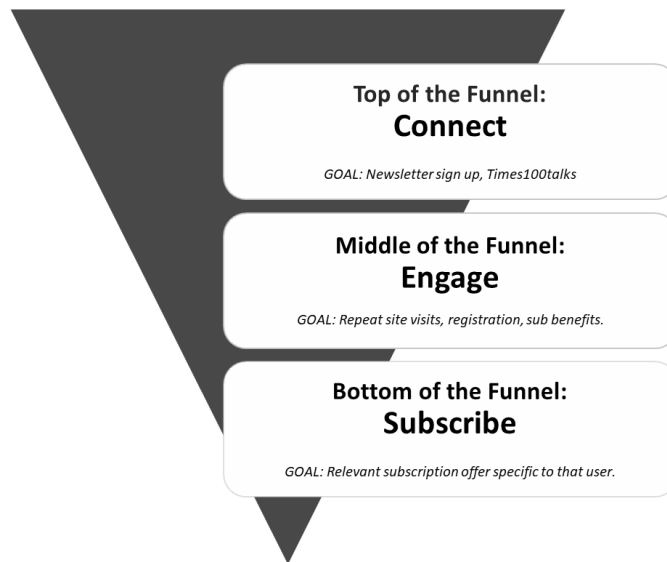 Top of the Funnel:
Connect
GOAL: Newsletter sign up, Times100talks
Middle of the Funnel:
Engage
GOAL: Repeat site visits, registration, sub benefits.
Bottom of the Funnel:
Subscribe
GOAL: Relevant subscription offer specific to that user.